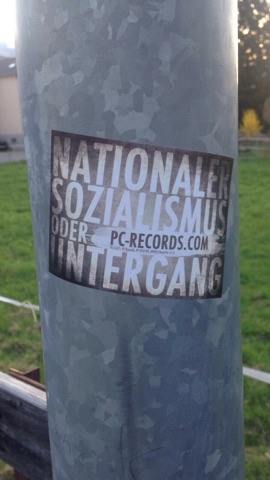 NATIONALER
SOZIALISMUS
ODER PC-RECORDS.COM
UNTERGANG